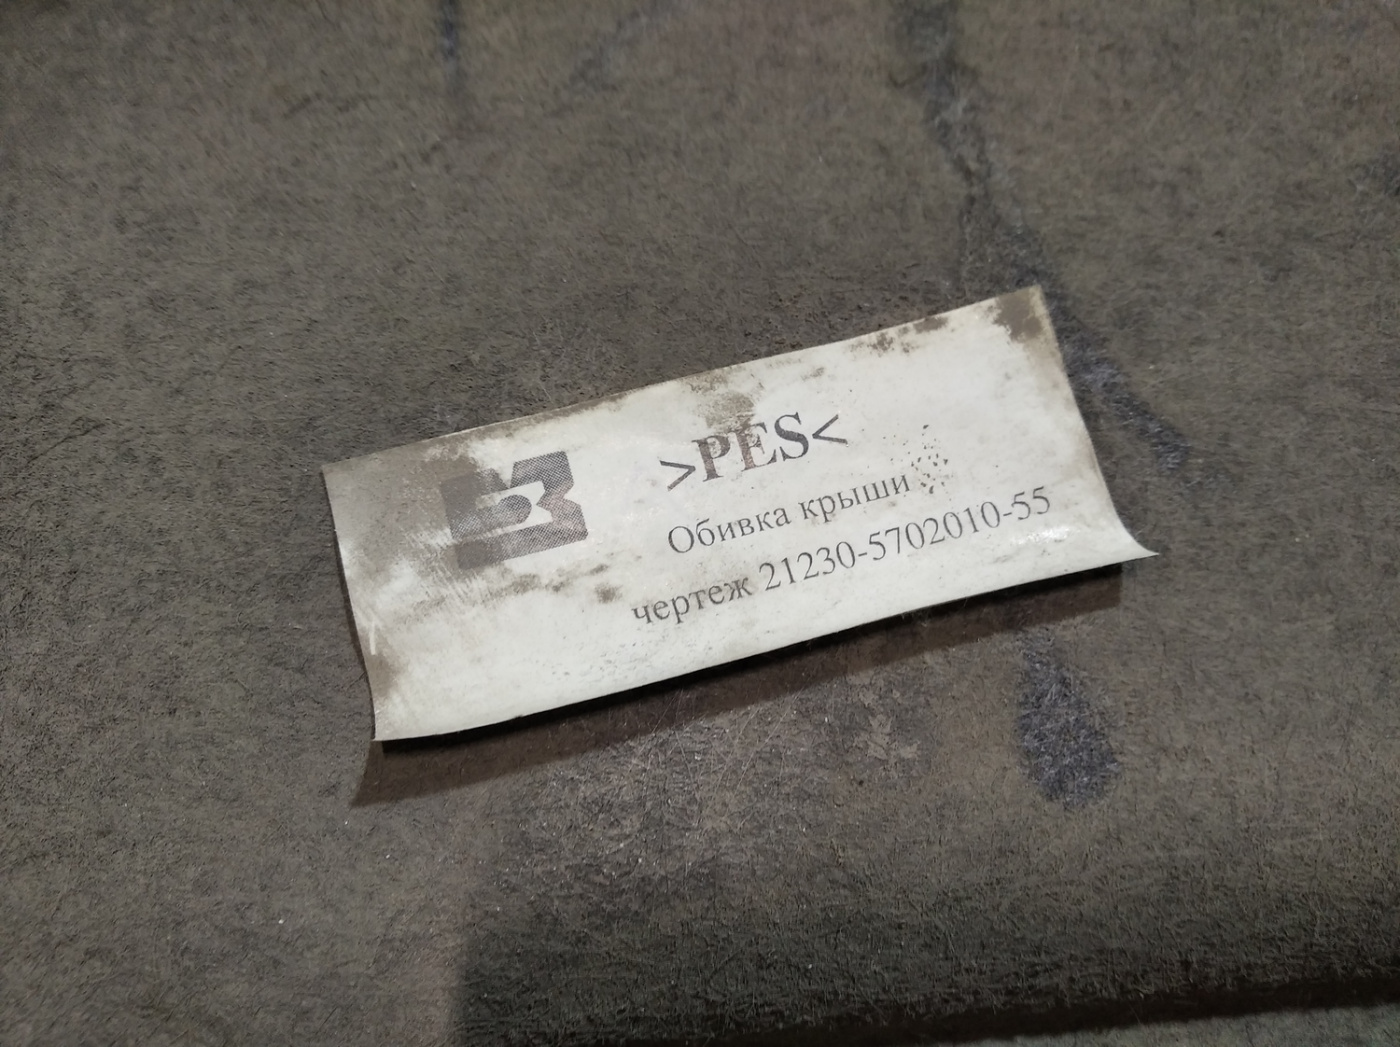 >PES<
Обивка крыши
чертеж 21230-5702010-55